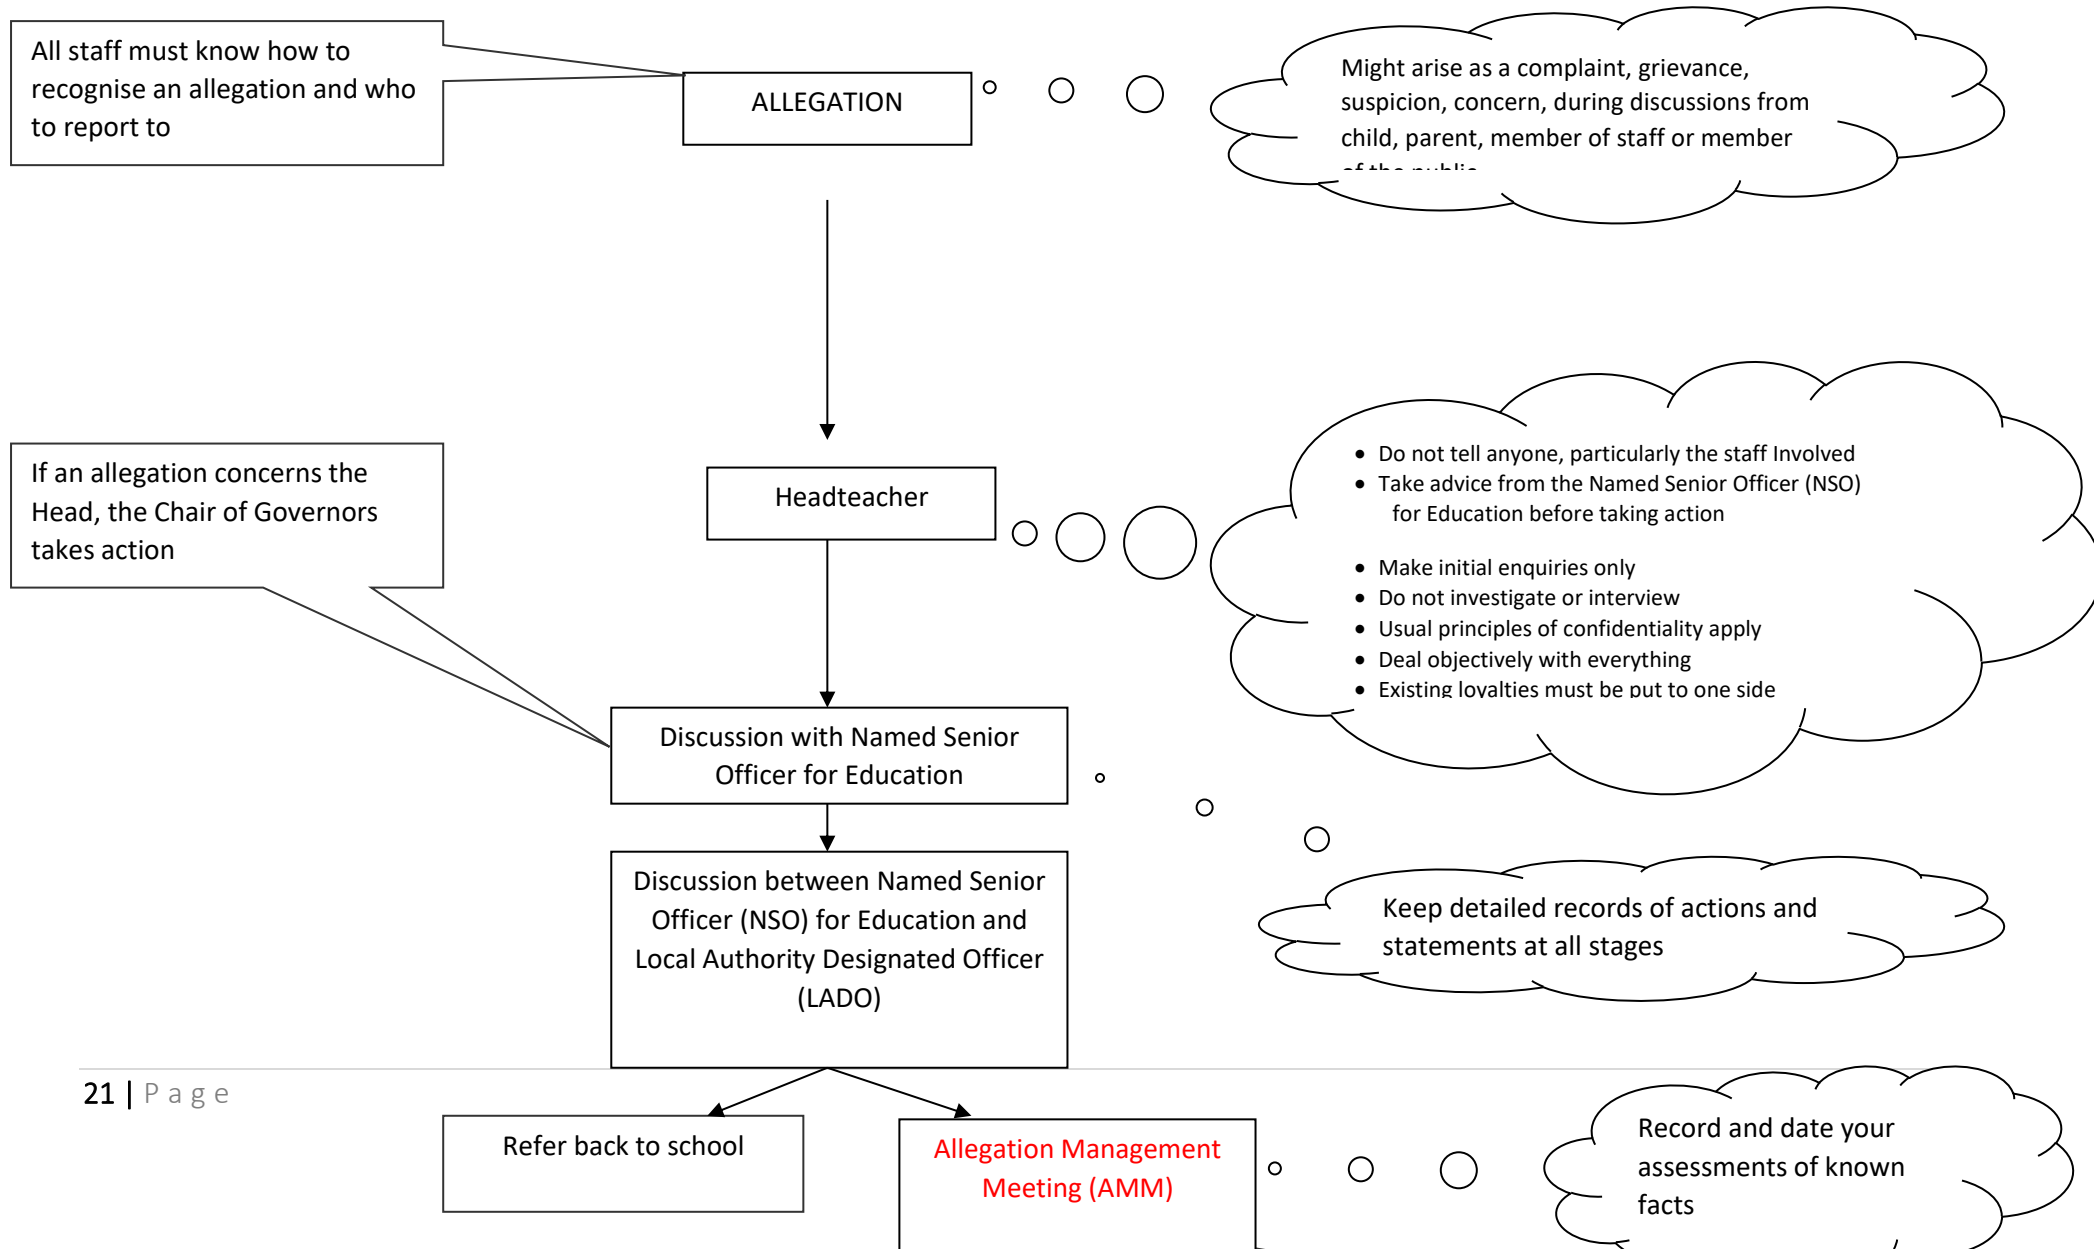 All staff must know how to
recognise an allegation and who
to report to
ALLEGATION
Might arise as a complaint, grievance,
suspicion, concern, during discussions from
child, parent, member of staff or member
of the public
If an allegation concerns the
Head, the Chair of Governors
takes action
Headteacher
• Do not tell anyone, particularly the staff Involved
• Take advice from the Named Senior Officer (NSO)
for Education before taking action
• Make initial enquiries only
• Do not investigate or interview
• Usual principles of confidentiality apply
• Deal objectively with everything
• Existing loyalties must be put to one side
Discussion with Named Senior
Officer for Education
Discussion between Named Senior
Officer (NSO) for Education and
Local Authority Designated Officer
(LADO)
Keep detailed records of actions and
statements at all stages
21 | Page
Refer back to school
Allegation Management
Meeting (AMM)
Record and date your
assessments of known
facts